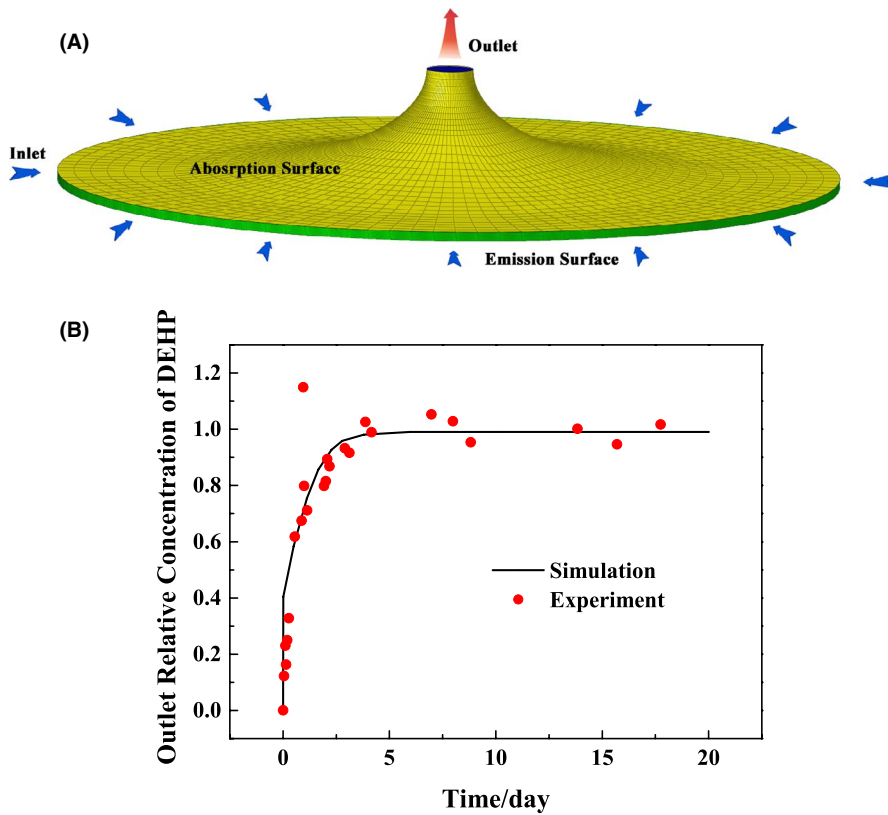 (A)
Outlet
Inlet
Abosrption Surface
Emission Surface
(B)
Outlet Relative Concentration of DEHP
1.2
1.0
0.8
0.6
0.4
0.2
0.0
Simulation
Experiment
0 5 10 15 20
Time/day